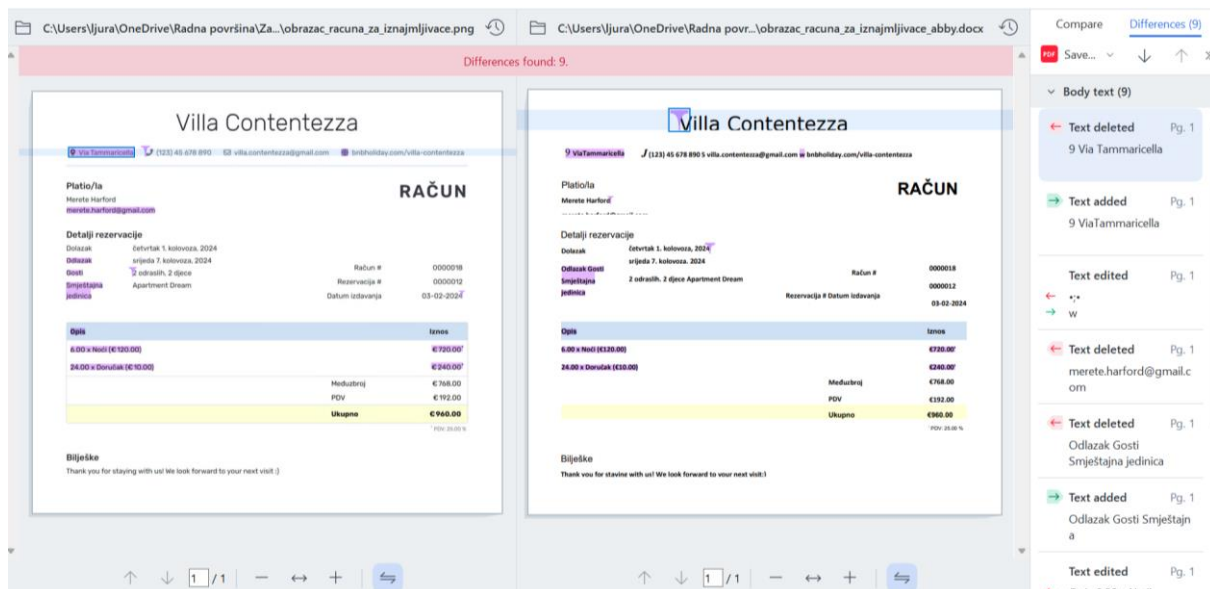 C:\Users\ljura\OneDrive\Radna površina\Za...\obrazac_racuna_za_iznajmljivace.png
C:\Users\ljura\OneDrive\Radna povr...\obrazac_racuna_za_iznajmljivace_abby.docx
Differences found: 9.
Villa Contentezza
Via Tammaricella (123) 45 678 890 villa.contentezza@gmail.com bnbholiday.com/villa-contentezza
Platio/la
RAČUN
Merete Harford
merete.harford@gmail.com
Detalji rezervacije
Dolazak četvrtak 1. kolovoza, 2024
Odlazak srijeda 7. kolovoza, 2024
Gosti 2 odraslih, 2 djece
Smještajna jedinica Apartment Dream
Račun # 0000018
Rezervacija # 0000012
Datum izdavanja 03-02-2024
Opis Iznos
6.00 x Noći (€120.00) €720.00*
24.00 x Doručak (€10.00) €240.00*
Međuzbroj €768.00
PDV €192.00
Ukupno €960.00
* PDV: 25.00 %
Bilješke
Thank you for staying with us! We look forward to your next visit :)
1 / 1
Villa Contentezza
9 ViaTammaricella J (123) 45 678 890 S villa.contentezza@gmail.com w bnbholiday.com/villa-contentezza
Platio/la
RAČUN
Merete Harford
Detalji rezervacije
Dolazak četvrtak 1. kolovoza, 2024
srijeda 7. kolovoza. 2024
Odlazak Gosti
Smještajna
jedinica
2 odraslih. 2 djece Apartment Dream
Račun # 0000018
0000012
Rezervacija # Datum izdavanja
03-02-2024
Opis Iznos
6.00 x Noći (€120.00) €720.00*
24.00 x Doručak (£10.00) €240.00*
Međuzbroj €768.00
PDV €192.00
Ukupno €960.00
PDV: 25.00 %
Bilješke
Thank you for stavine with us! We look forward to vour next visit:)
1 / 1
Compare Differences (9)
PDF Save...
Body text (9)
Text deleted Pg. 1
9 Via Tammaricella
Text added Pg. 1
9 ViaTammaricella
Text edited Pg. 1
•;•
w
Text deleted Pg. 1
merete.harford@gmail.c
om
Text deleted Pg. 1
Odlazak Gosti
Smještajna jedinica
Text added Pg. 1
Odlazak Gosti Smještajn
a
Text edited Pg. 1